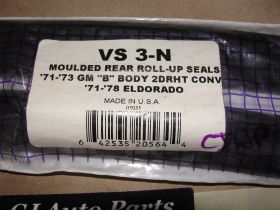 VS 3-N
MOULDED REAR ROLL-UP SEALS
'71-'73 GM "B" BODY 2DRHT CONV
'71-'78 ELDORADO
MADE IN U.S.A.
05035
6 42535 20564 4
Auto Parts